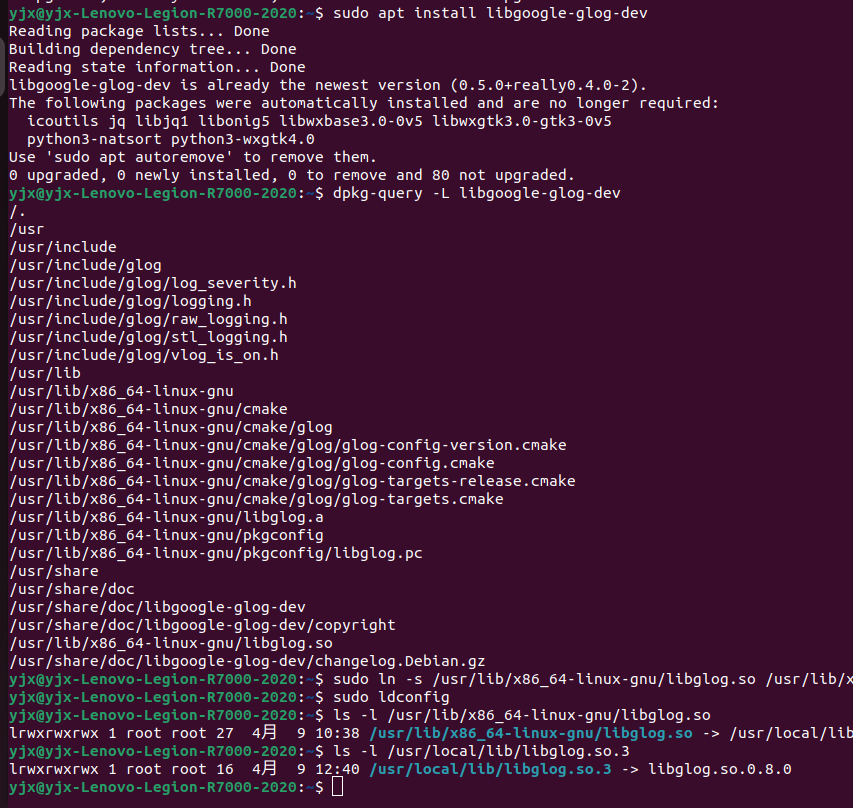 yjx@yjx-Lenovo-Legion-R7000-2020:~$ sudo apt install libgoogle-glog-dev
Reading package lists... Done
Building dependency tree... Done
Reading state information... Done
libgoogle-glog-dev is already the newest version (0.5.0+really0.4.0-2).
The following packages were automatically installed and are no longer required:
  icoutils jq libjq1 libonig5 libwxbase3.0-0v5 libwxgtk3.0-gtk3-0v5
  python3-natsort python3-wxgtk4.0
Use 'sudo apt autoremove' to remove them.
0 upgraded, 0 newly installed, 0 to remove and 80 not upgraded.
yjx@yjx-Lenovo-Legion-R7000-2020:~$ dpkg-query -L libgoogle-glog-dev
/.
/usr
/usr/include
/usr/include/glog
/usr/include/glog/log_severity.h
/usr/include/glog/logging.h
/usr/include/glog/raw_logging.h
/usr/include/glog/stl_logging.h
/usr/include/glog/vlog_is_on.h
/usr/lib
/usr/lib/x86_64-linux-gnu
/usr/lib/x86_64-linux-gnu/cmake
/usr/lib/x86_64-linux-gnu/cmake/glog
/usr/lib/x86_64-linux-gnu/cmake/glog/glog-config-version.cmake
/usr/lib/x86_64-linux-gnu/cmake/glog/glog-config.cmake
/usr/lib/x86_64-linux-gnu/cmake/glog/glog-targets-release.cmake
/usr/lib/x86_64-linux-gnu/cmake/glog/glog-targets.cmake
/usr/lib/x86_64-linux-gnu/libglog.a
/usr/lib/x86_64-linux-gnu/pkgconfig
/usr/lib/x86_64-linux-gnu/pkgconfig/libglog.pc
/usr/share
/usr/share/doc
/usr/share/doc/libgoogle-glog-dev
/usr/share/doc/libgoogle-glog-dev/copyright
/usr/lib/x86_64-linux-gnu/libglog.so
/usr/share/doc/libgoogle-glog-dev/changelog.Debian.gz
yjx@yjx-Lenovo-Legion-R7000-2020:~$ sudo ln -s /usr/lib/x86_64-linux-gnu/libglog.so /usr/lib/x
yjx@yjx-Lenovo-Legion-R7000-2020:~$ sudo ldconfig
yjx@yjx-Lenovo-Legion-R7000-2020:~$ ls -l /usr/lib/x86_64-linux-gnu/libglog.so
lrwxrwxrwx 1 root root 27  4月  9 10:38 /usr/lib/x86_64-linux-gnu/libglog.so -> /usr/local/lib
yjx@yjx-Lenovo-Legion-R7000-2020:~$ ls -l /usr/local/lib/libglog.so.3
lrwxrwxrwx 1 root root 16  4月  9 12:40 /usr/local/lib/libglog.so.3 -> libglog.so.0.8.0
yjx@yjx-Lenovo-Legion-R7000-2020:~$